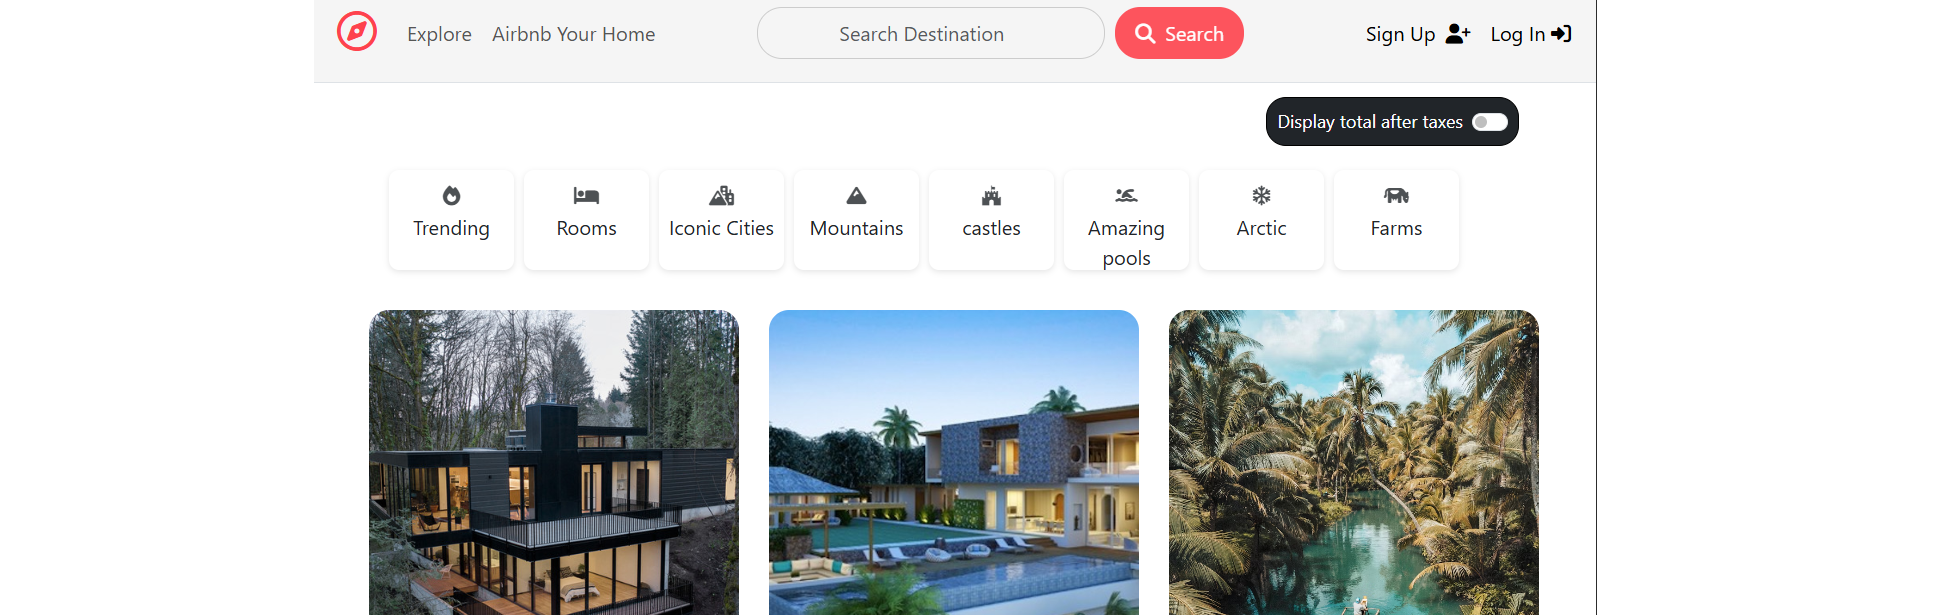 Explore Airbnb Your Home Search Destination Search Sign Up Log In
Display total after taxes
Trending
Rooms
Iconic Cities
Mountains
castles
Amazing
pools
Arctic
Farms